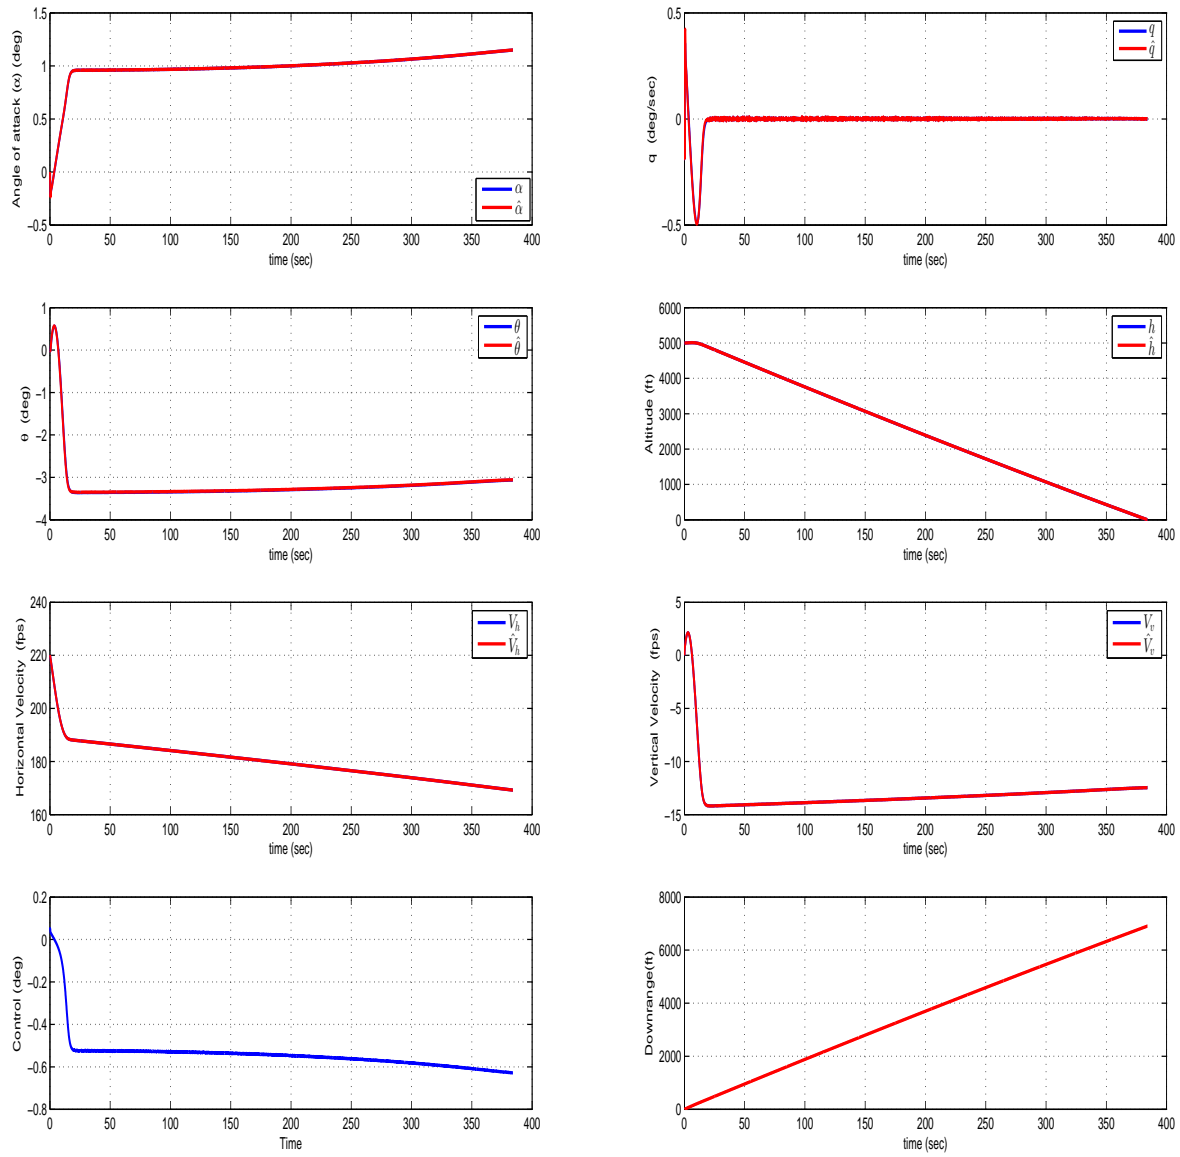 Angle of attack (α) (deg)
1.5
1
0.5
0
−0.5
0 50 100 150 200 250 300 350 400
time (sec)
α
α̂
q (deg/sec)
0.5
0
−0.5
0 50 100 150 200 250 300 350 400
time (sec)
q
q̂
θ (deg)
1
0
−1
−2
−3
−4
0 50 100 150 200 250 300 350 400
time (sec)
θ
θ̂
Altitude (ft)
6000
5000
4000
3000
2000
1000
0
0 50 100 150 200 250 300 350 400
time (sec)
h
ĥ
Horizontal Velocity (fps)
240
220
200
180
160
0 50 100 150 200 250 300 350 400
time (sec)
V_h
V̂_h
Vertical Velocity (fps)
5
0
−5
−10
−15
0 50 100 150 200 250 300 350 400
time (sec)
V_v
V̂_v
Control (deg)
0.2
0
−0.2
−0.4
−0.6
−0.8
0 50 100 150 200 250 300 350 400
Time
Downrange(ft)
8000
6000
4000
2000
0
0 50 100 150 200 250 300 350 400
time (sec)